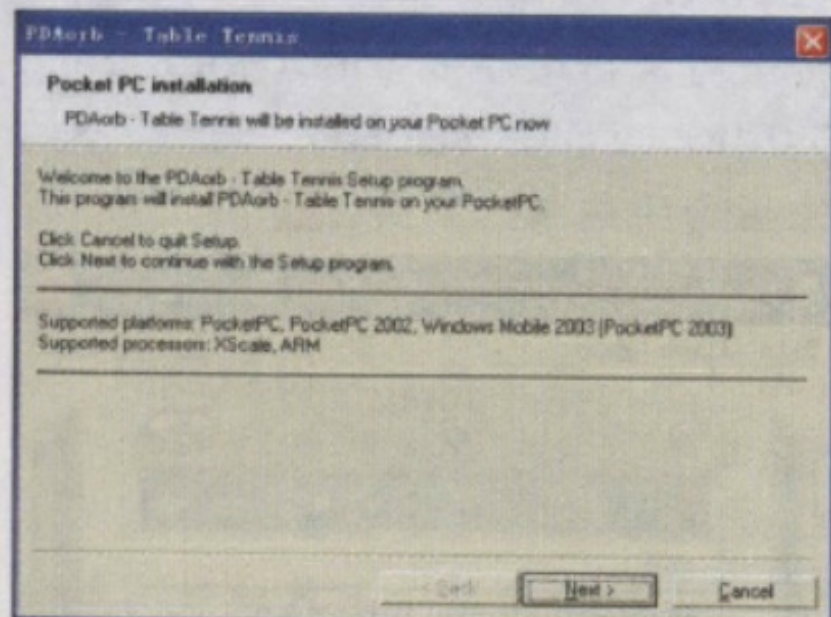 PDAorb - Table Tennis
Pocket PC installation
PDAorb - Table Tennis will be installed on your Pocket PC now
Welcome to the PDAorb - Table Tennis Setup program.
This program will install PDAorb - Table Tennis on your PocketPC.
Click Cancel to quit Setup.
Click Next to continue with the Setup program.
Supported platforms: PocketPC, PocketPC 2002, Windows Mobile 2003 (PocketPC 2003)
Supported processors: XScale, ARM
< Back
Next >
Cancel